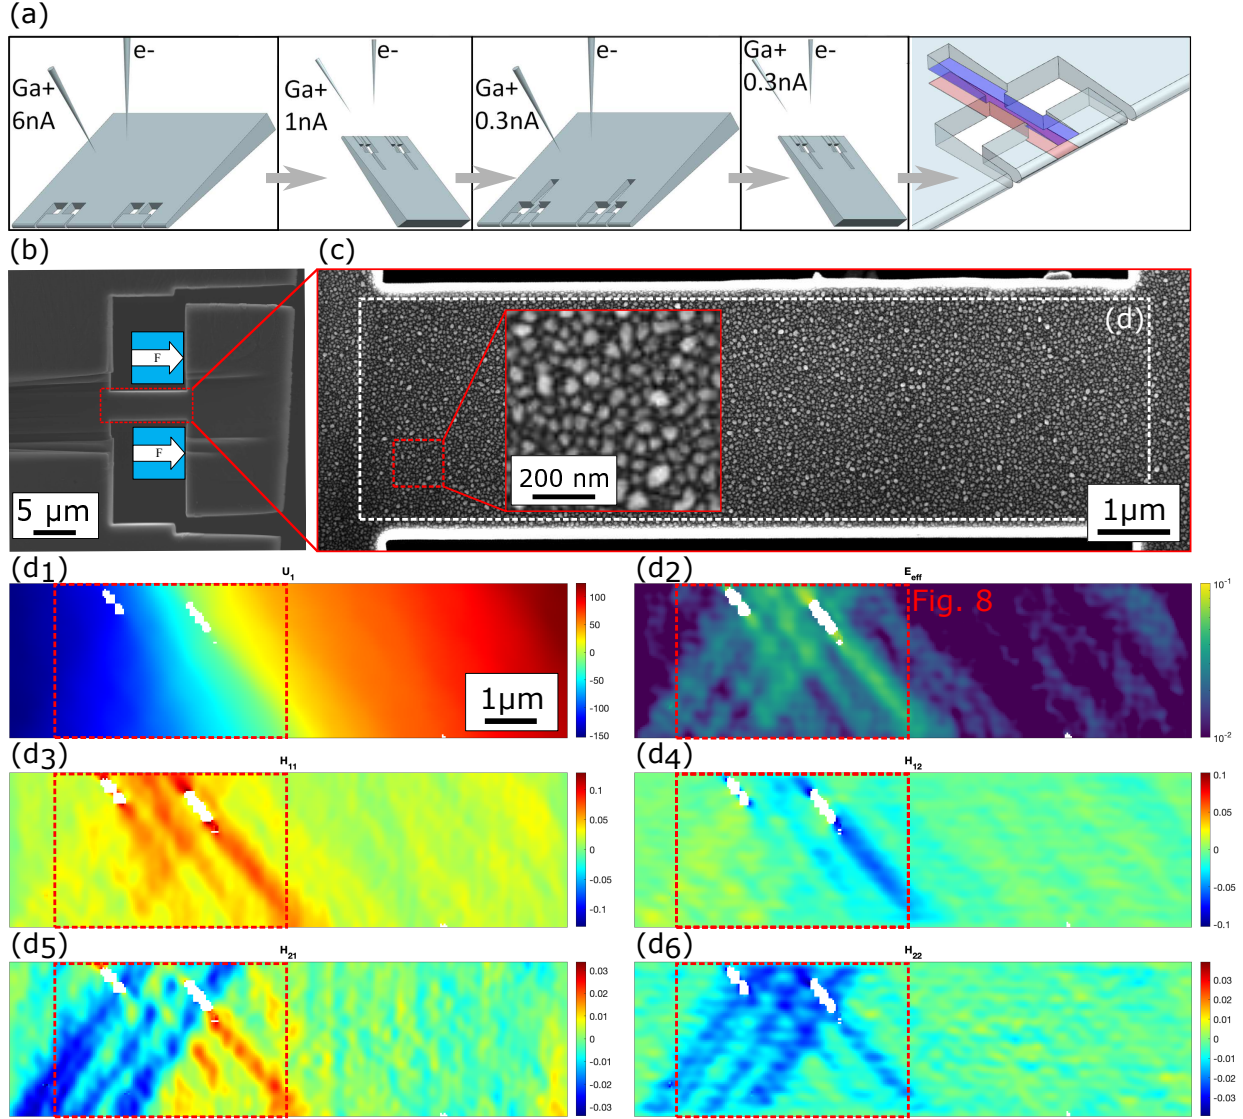 (a)
Ga+
6nA
e-
Ga+
1nA
e-
Ga+
0.3nA
e-
Ga+
0.3nA
e-
(b)
(c)
F
F
5 μm
(d)
200 nm
1μm
(d1)
U1
1μm
100
50
0
-50
-100
-150
(d2)
Eeff
Fig. 8
10-1
10-2
(d3)
H11
0.1
0.05
0
-0.05
-0.1
(d4)
H12
0.1
0.05
0
-0.05
-0.1
(d5)
H21
0.03
0.02
0.01
0
-0.01
-0.02
-0.03
(d6)
H22
0.03
0.02
0.01
0
-0.01
-0.02
-0.03